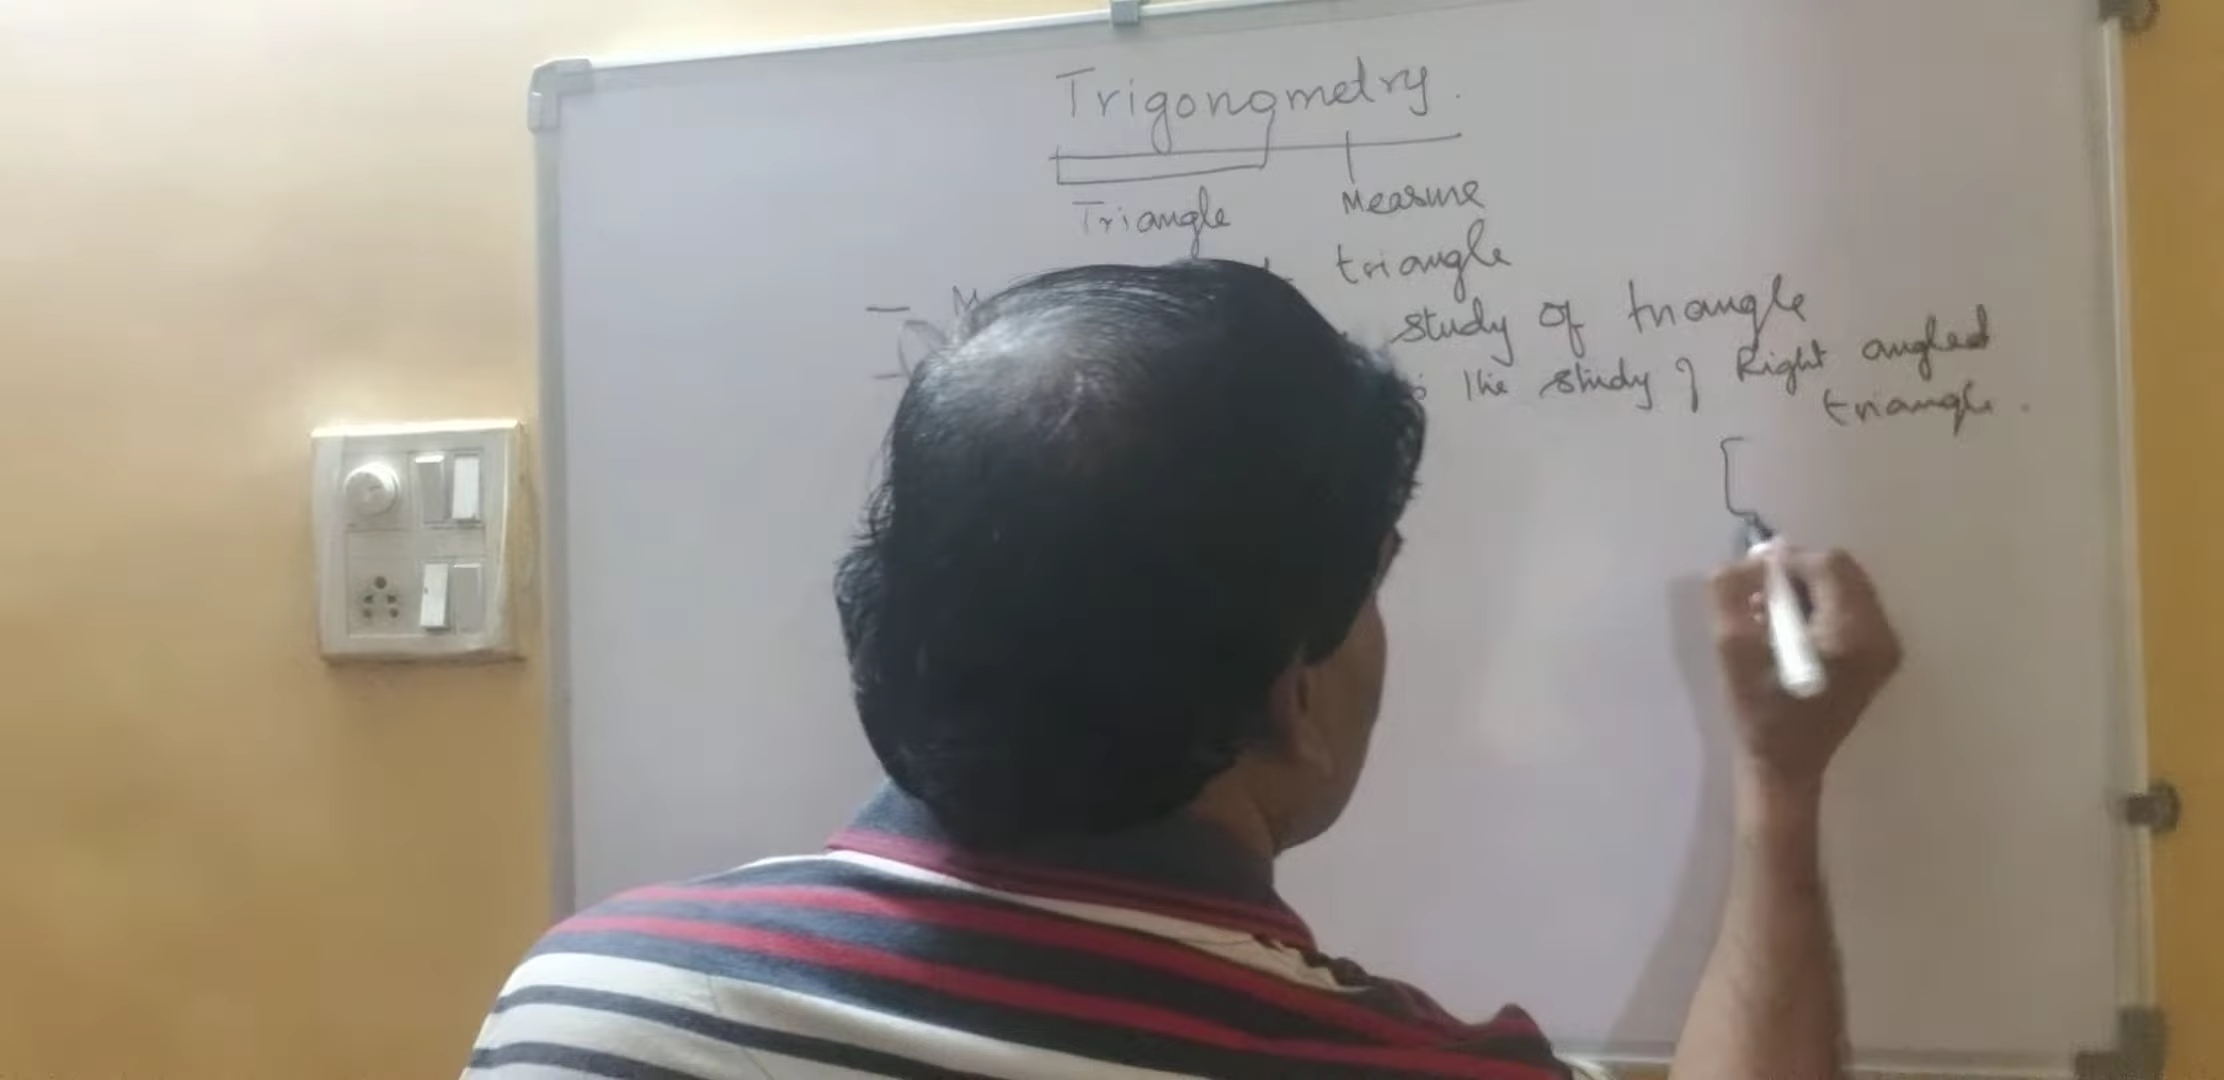 Trigonometry.
Triangle Measure
triangle
study of triangle
the study of Right angled
triangle.